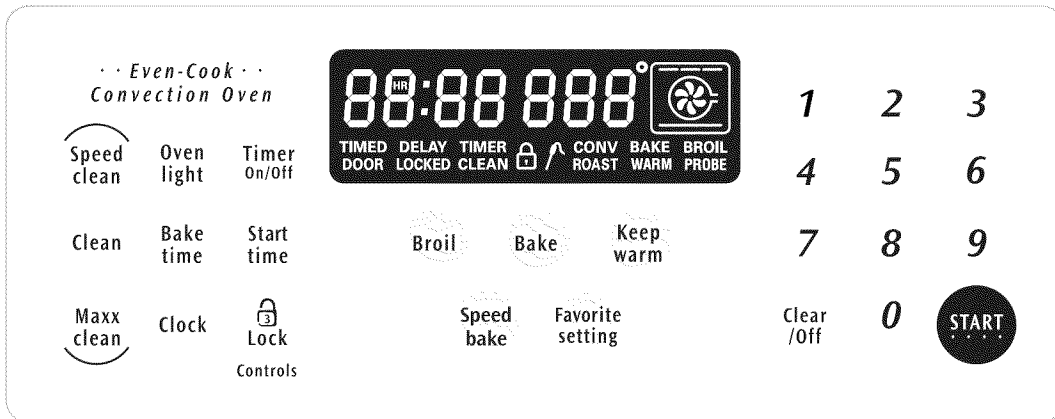 · · Even-Cook · ·
Convection Oven
Speed
clean
Oven
light
Timer
On/Off
Clean
Bake
time
Start
time
Maxx
clean
Clock
3
Lock
Controls
88:88 888°
HR
TIMED DELAY TIMER CONV BAKE BROIL
DOOR LOCKED CLEAN ROAST WARM PROBE
Broil
Bake
Keep
warm
Speed
bake
Favorite
setting
1 2 3
4 5 6
7 8 9
Clear
/Off
0
START